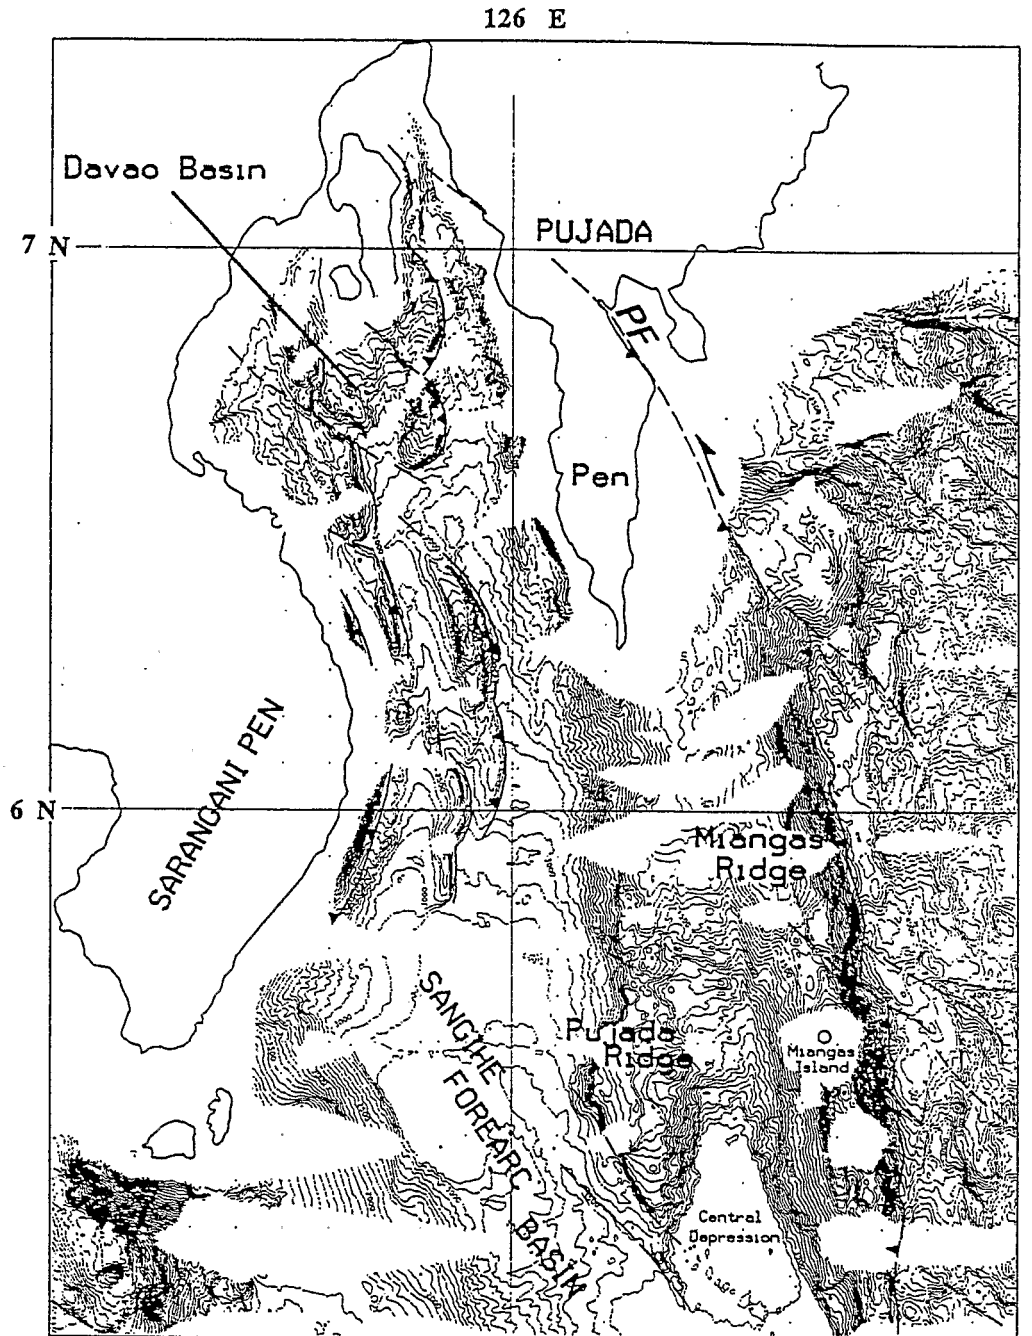 126 E
Davao Basin
7 N
PUJADA
PF
Pen
SARANGANI PEN
6 N
Miangas
Ridge
SANGIHE
FOREARC
BASIN
Pujada
Ridge
Miangas
Island
Central
Depression